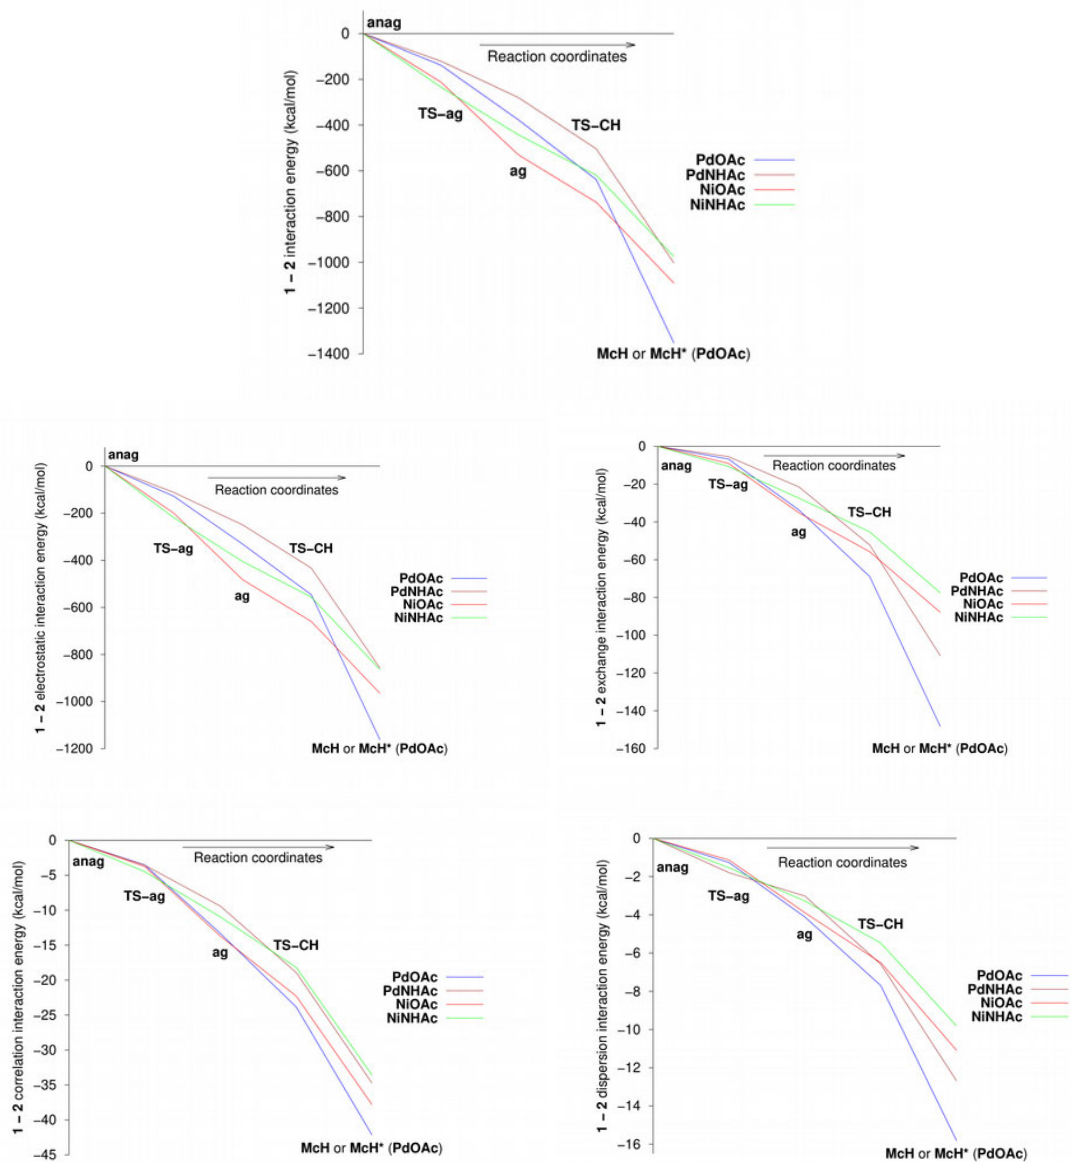 anag
0
Reaction coordinates
−200
TS−ag
−400
TS−CH
ag
−600
PdOAc
PdNHAc
NiOAc
NiNHAc
−800
−1000
−1200
−1400
1 − 2 interaction energy (kcal/mol)
McH or McH* (PdOAc)
anag
0
Reaction coordinates
−200
TS−ag
TS−CH
−400
ag
PdOAc
PdNHAc
NiOAc
NiNHAc
−600
−800
−1000
−1200
1 − 2 electrostatic interaction energy (kcal/mol)
McH or McH* (PdOAc)
0
anag
Reaction coordinates
−20
TS−ag
TS−CH
−40
ag
−60
PdOAc
PdNHAc
NiOAc
NiNHAc
−80
−100
−120
−140
−160
1 − 2 exchange interaction energy (kcal/mol)
McH or McH* (PdOAc)
0
anag
Reaction coordinates
−5
TS−ag
−10
TS−CH
−15
ag
−20
PdOAc
PdNHAc
NiOAc
NiNHAc
−25
−30
−35
−40
−45
1 − 2 correlation interaction energy (kcal/mol)
McH or McH* (PdOAc)
0
anag
Reaction coordinates
−2
TS−ag
−4
TS−CH
ag
−6
PdOAc
PdNHAc
NiOAc
NiNHAc
−8
−10
−12
−14
−16
1 − 2 dispersion interaction energy (kcal/mol)
McH or McH* (PdOAc)